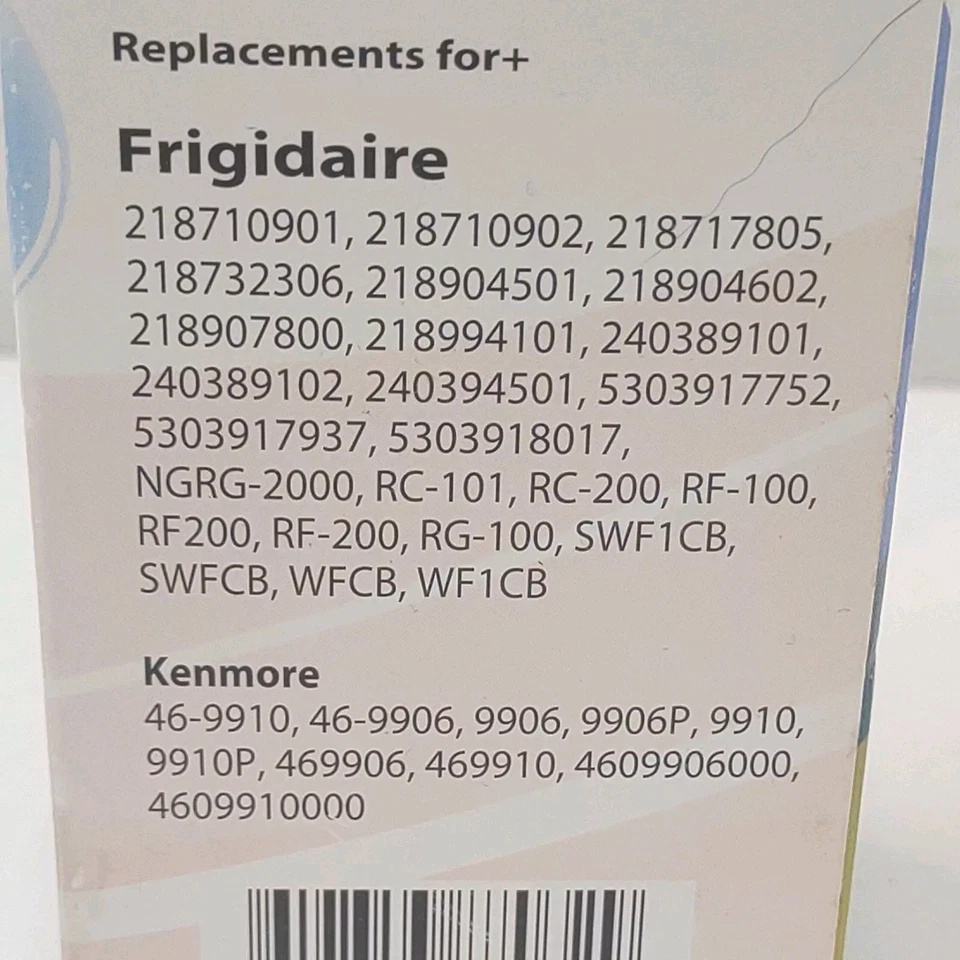 Replacements for+
Frigidaire
218710901, 218710902, 218717805,
218732306, 218904501, 218904602,
218907800, 218994101, 240389101,
240389102, 240394501, 5303917752,
5303917937, 5303918017,
NGRG-2000, RC-101, RC-200, RF-100,
RF200, RF-200, RG-100, SWF1CB,
SWFCB, WFCB, WF1CB
Kenmore
46-9910, 46-9906, 9906, 9906P, 9910,
9910P, 469906, 469910, 4609906000,
4609910000